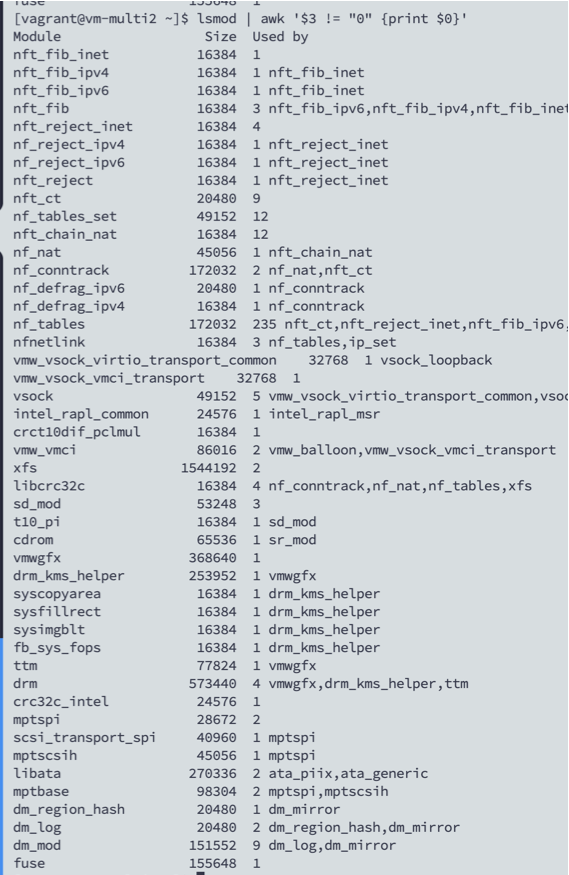 fuse 155648 1
[vagrant@vm-multi2 ~]$ lsmod | awk '$3 != "0" {print $0}'
Module Size Used by
nft_fib_inet 16384 1
nft_fib_ipv4 16384 1 nft_fib_inet
nft_fib_ipv6 16384 1 nft_fib_inet
nft_fib 16384 3 nft_fib_ipv6,nft_fib_ipv4,nft_fib_inet
nft_reject_inet 16384 4
nf_reject_ipv4 16384 1 nft_reject_inet
nf_reject_ipv6 16384 1 nft_reject_inet
nft_reject 16384 1 nft_reject_inet
nft_ct 20480 9
nf_tables_set 49152 12
nft_chain_nat 16384 12
nf_nat 45056 1 nft_chain_nat
nf_conntrack 172032 2 nf_nat,nft_ct
nf_defrag_ipv6 20480 1 nf_conntrack
nf_defrag_ipv4 16384 1 nf_conntrack
nf_tables 172032 235 nft_ct,nft_reject_inet,nft_fib_ipv6,
nfnetlink 16384 3 nf_tables,ip_set
vmw_vsock_virtio_transport_common 32768 1 vsock_loopback
vmw_vsock_vmci_transport 32768 1
vsock 49152 5 vmw_vsock_virtio_transport_common,vsoc
intel_rapl_common 24576 1 intel_rapl_msr
crct10dif_pclmul 16384 1
vmw_vmci 86016 2 vmw_balloon,vmw_vsock_vmci_transport
xfs 1544192 2
libcrc32c 16384 4 nf_conntrack,nf_nat,nf_tables,xfs
sd_mod 53248 3
t10_pi 16384 1 sd_mod
cdrom 65536 1 sr_mod
vmwgfx 368640 1
drm_kms_helper 253952 1 vmwgfx
syscopyarea 16384 1 drm_kms_helper
sysfillrect 16384 1 drm_kms_helper
sysimgblt 16384 1 drm_kms_helper
fb_sys_fops 16384 1 drm_kms_helper
ttm 77824 1 vmwgfx
drm 573440 4 vmwgfx,drm_kms_helper,ttm
crc32c_intel 24576 1
mptspi 28672 2
scsi_transport_spi 40960 1 mptspi
mptscsih 45056 1 mptspi
libata 270336 2 ata_piix,ata_generic
mptbase 98304 2 mptspi,mptscsih
dm_region_hash 20480 1 dm_mirror
dm_log 20480 2 dm_region_hash,dm_mirror
dm_mod 151552 9 dm_log,dm_mirror
fuse 155648 1